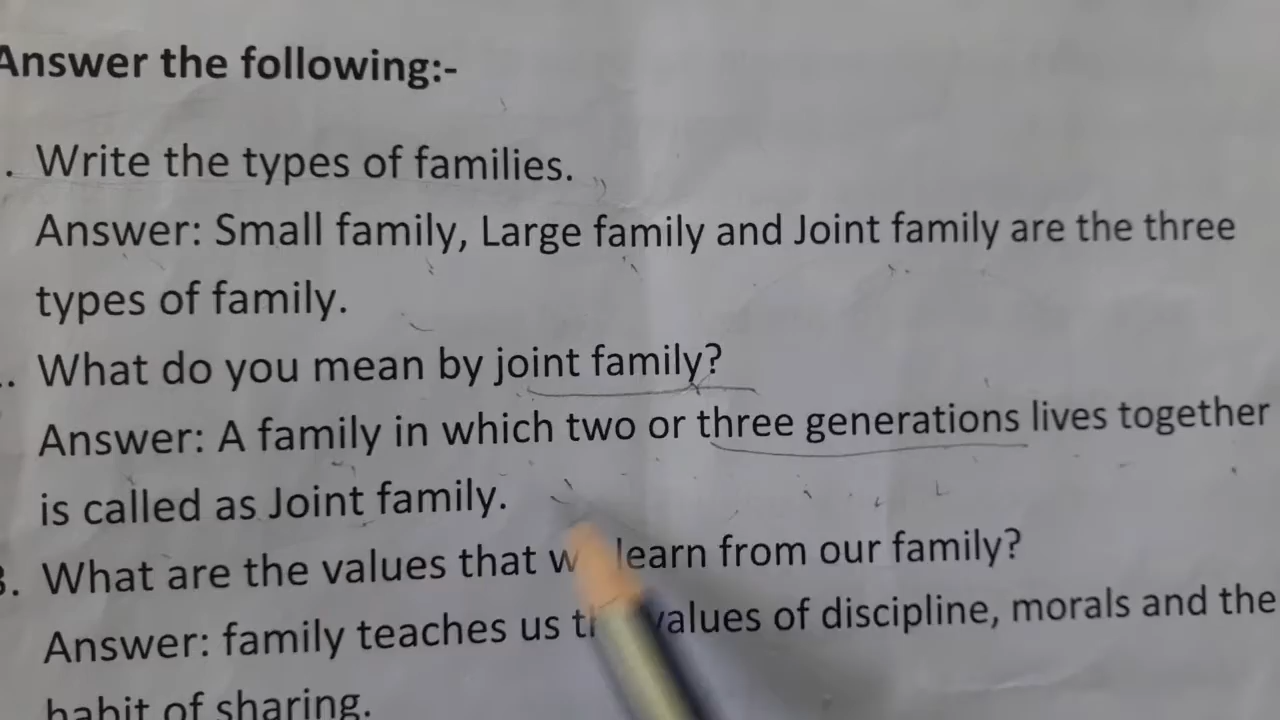 Answer the following:-
. Write the types of families.
Answer: Small family, Large family and Joint family are the three
types of family.
. What do you mean by joint family?
Answer: A family in which two or three generations lives together
is called as Joint family.
3. What are the values that learn from our family?
Answer: family teaches us values of discipline, morals and the
habit of sharing.